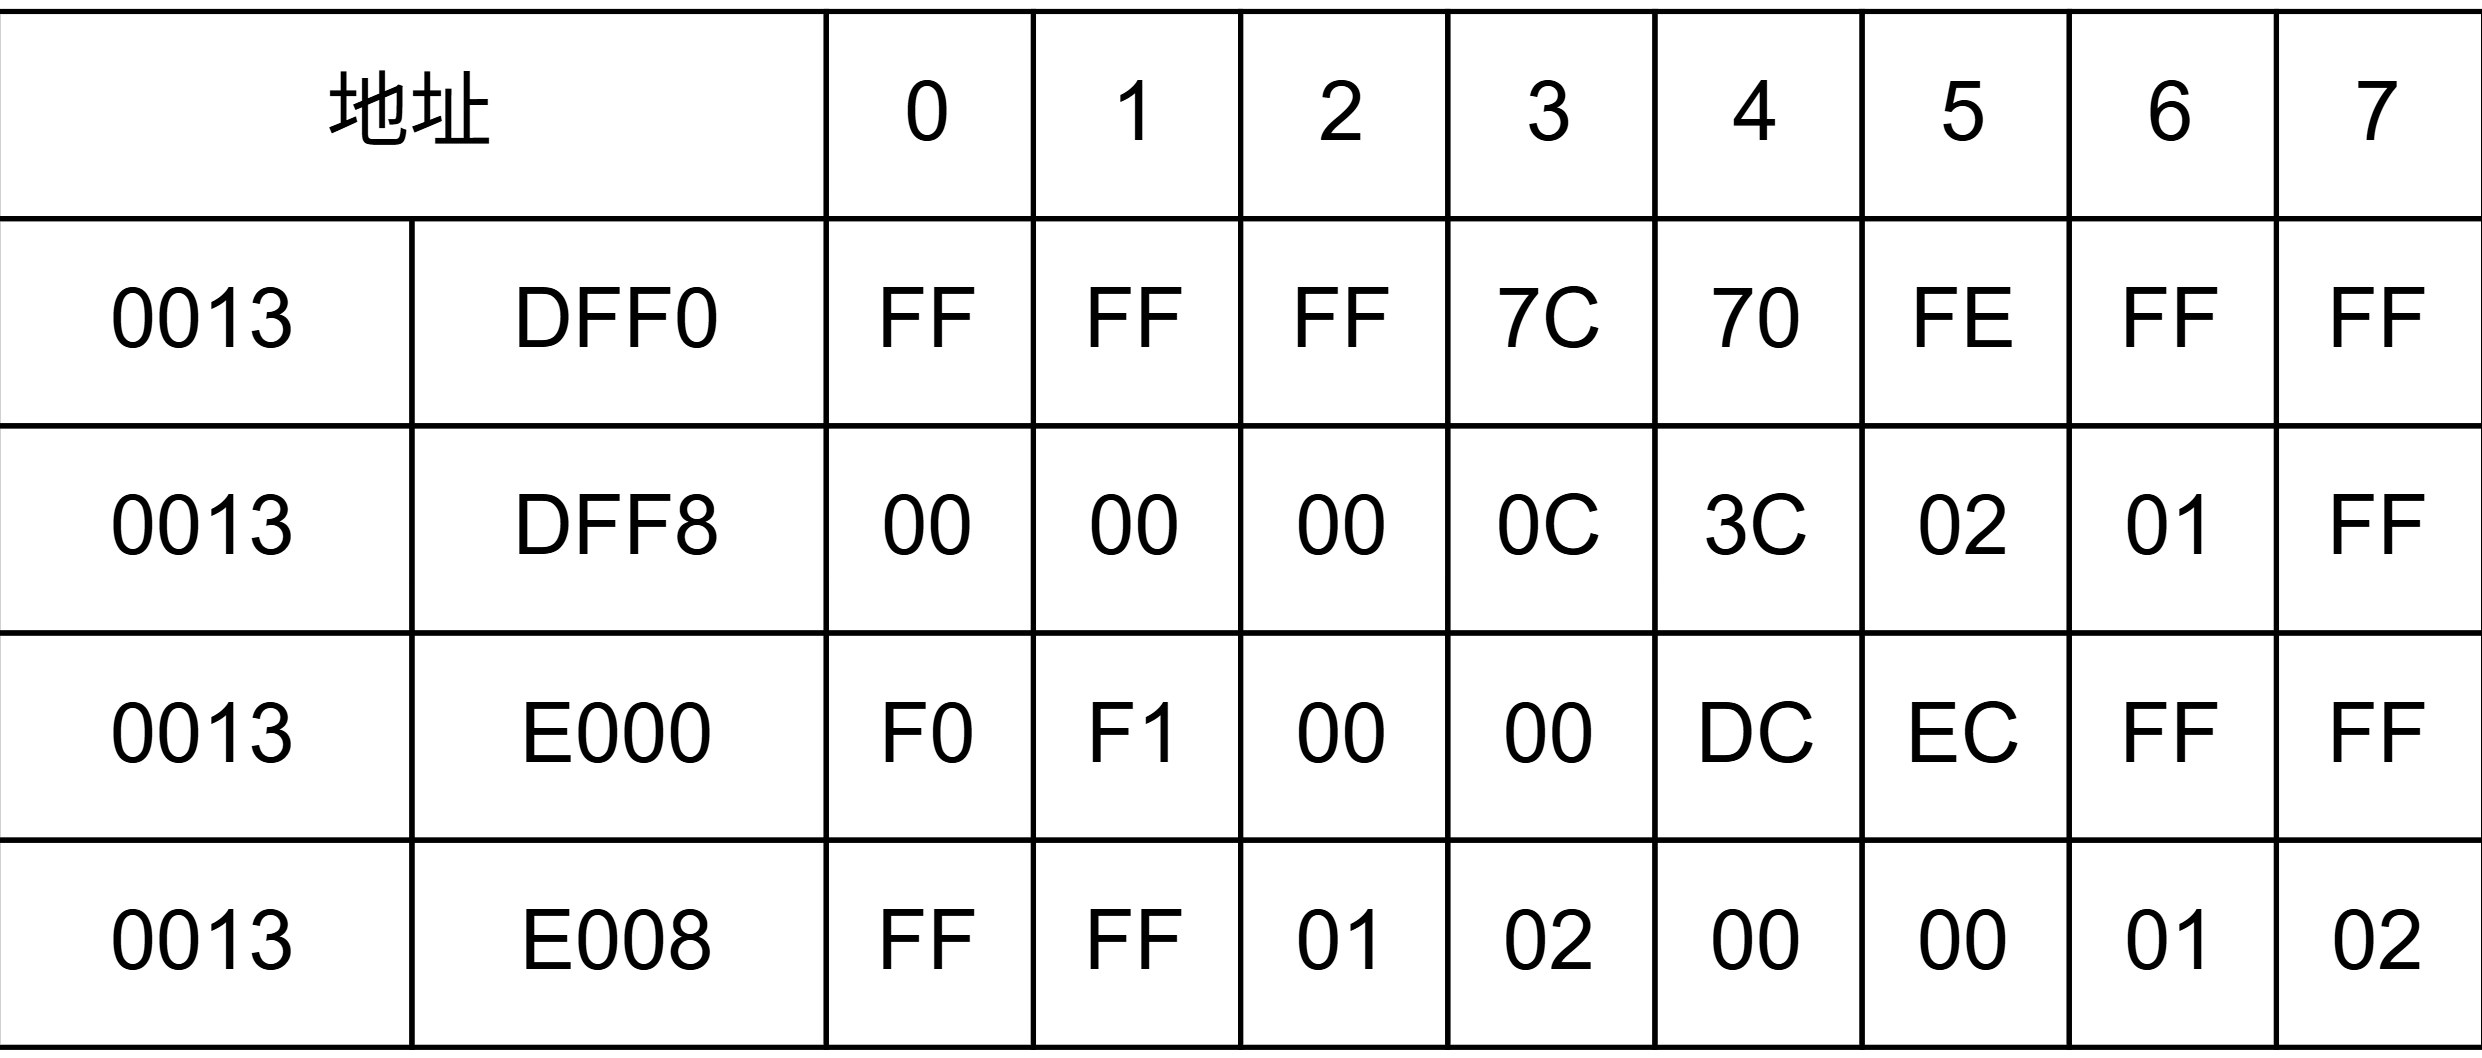 地址 0 1 2 3 4 5 6 7
0013 DFF0 FF FF FF 7C 70 FE FF FF
0013 DFF8 00 00 00 0C 3C 02 01 FF
0013 E000 F0 F1 00 00 DC EC FF FF
0013 E008 FF FF 01 02 00 00 01 02